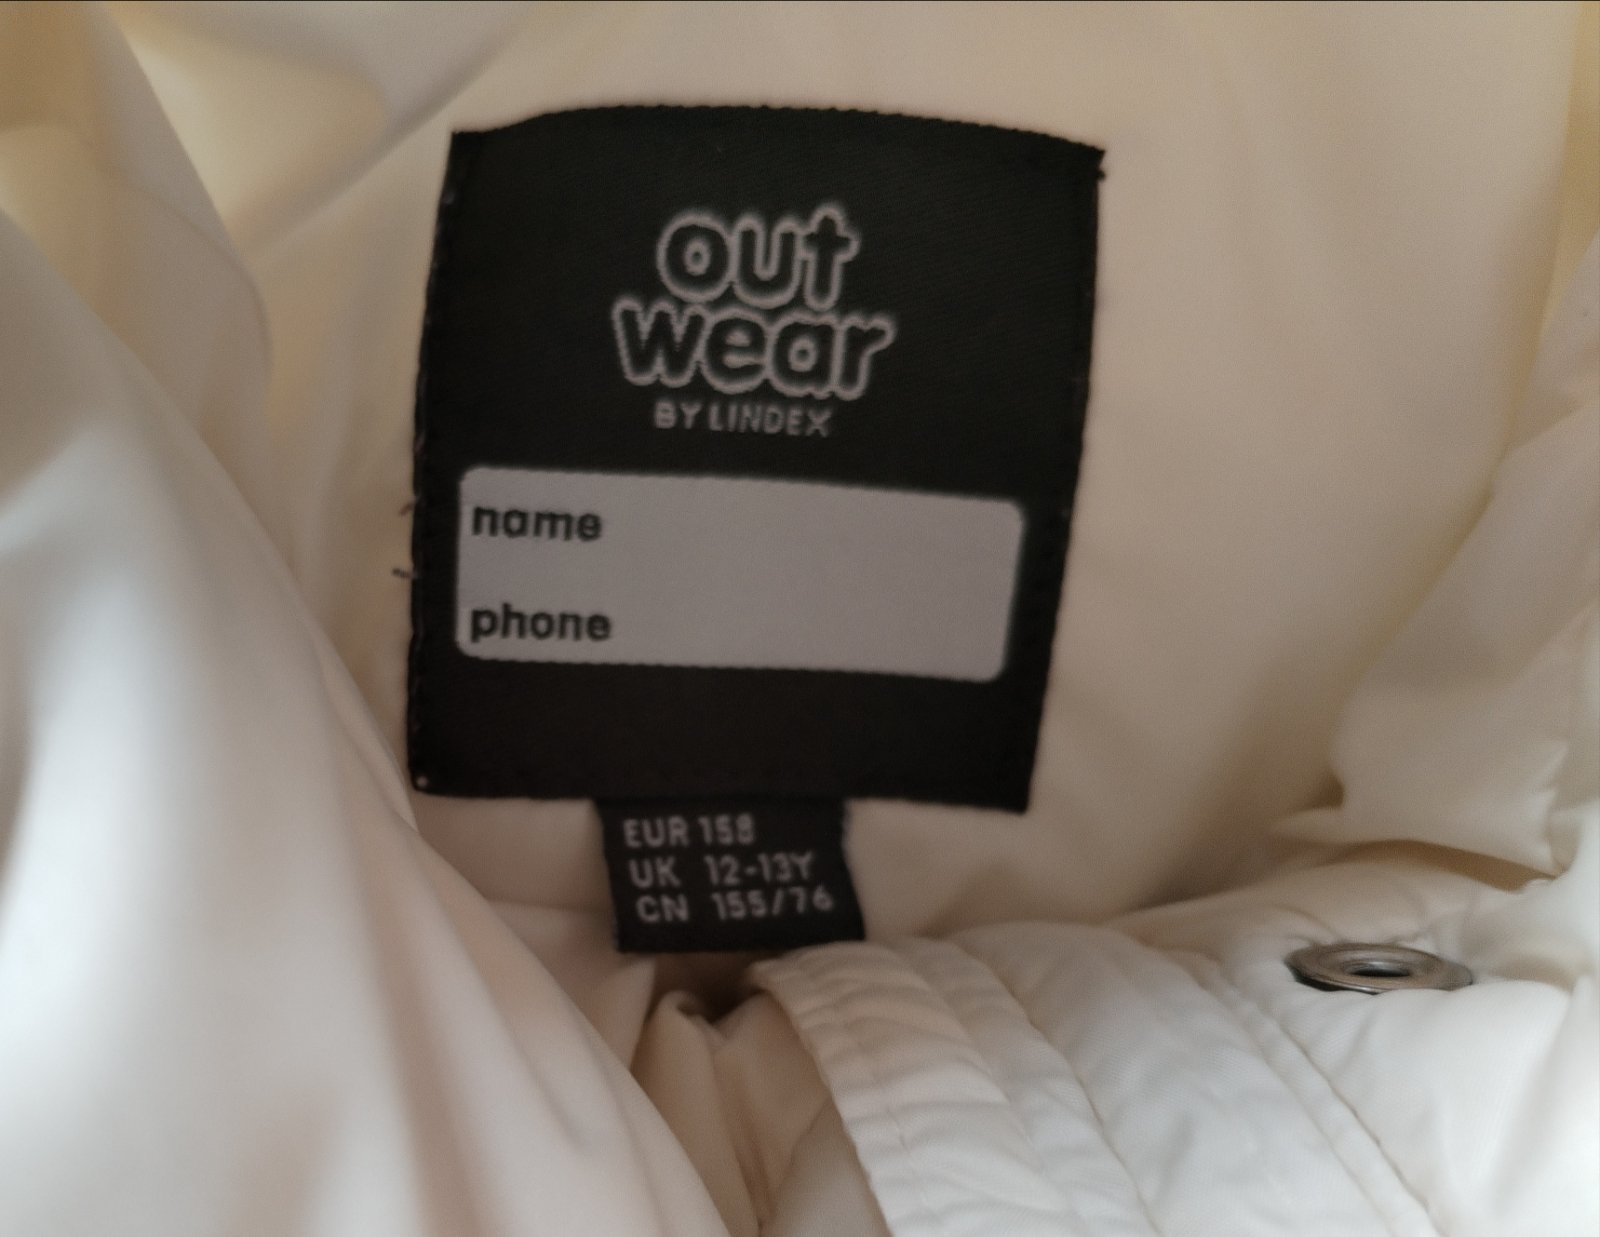 out
wear
BY LINDEX
name
phone
EUR 158
UK 12-13Y
CN 155/76